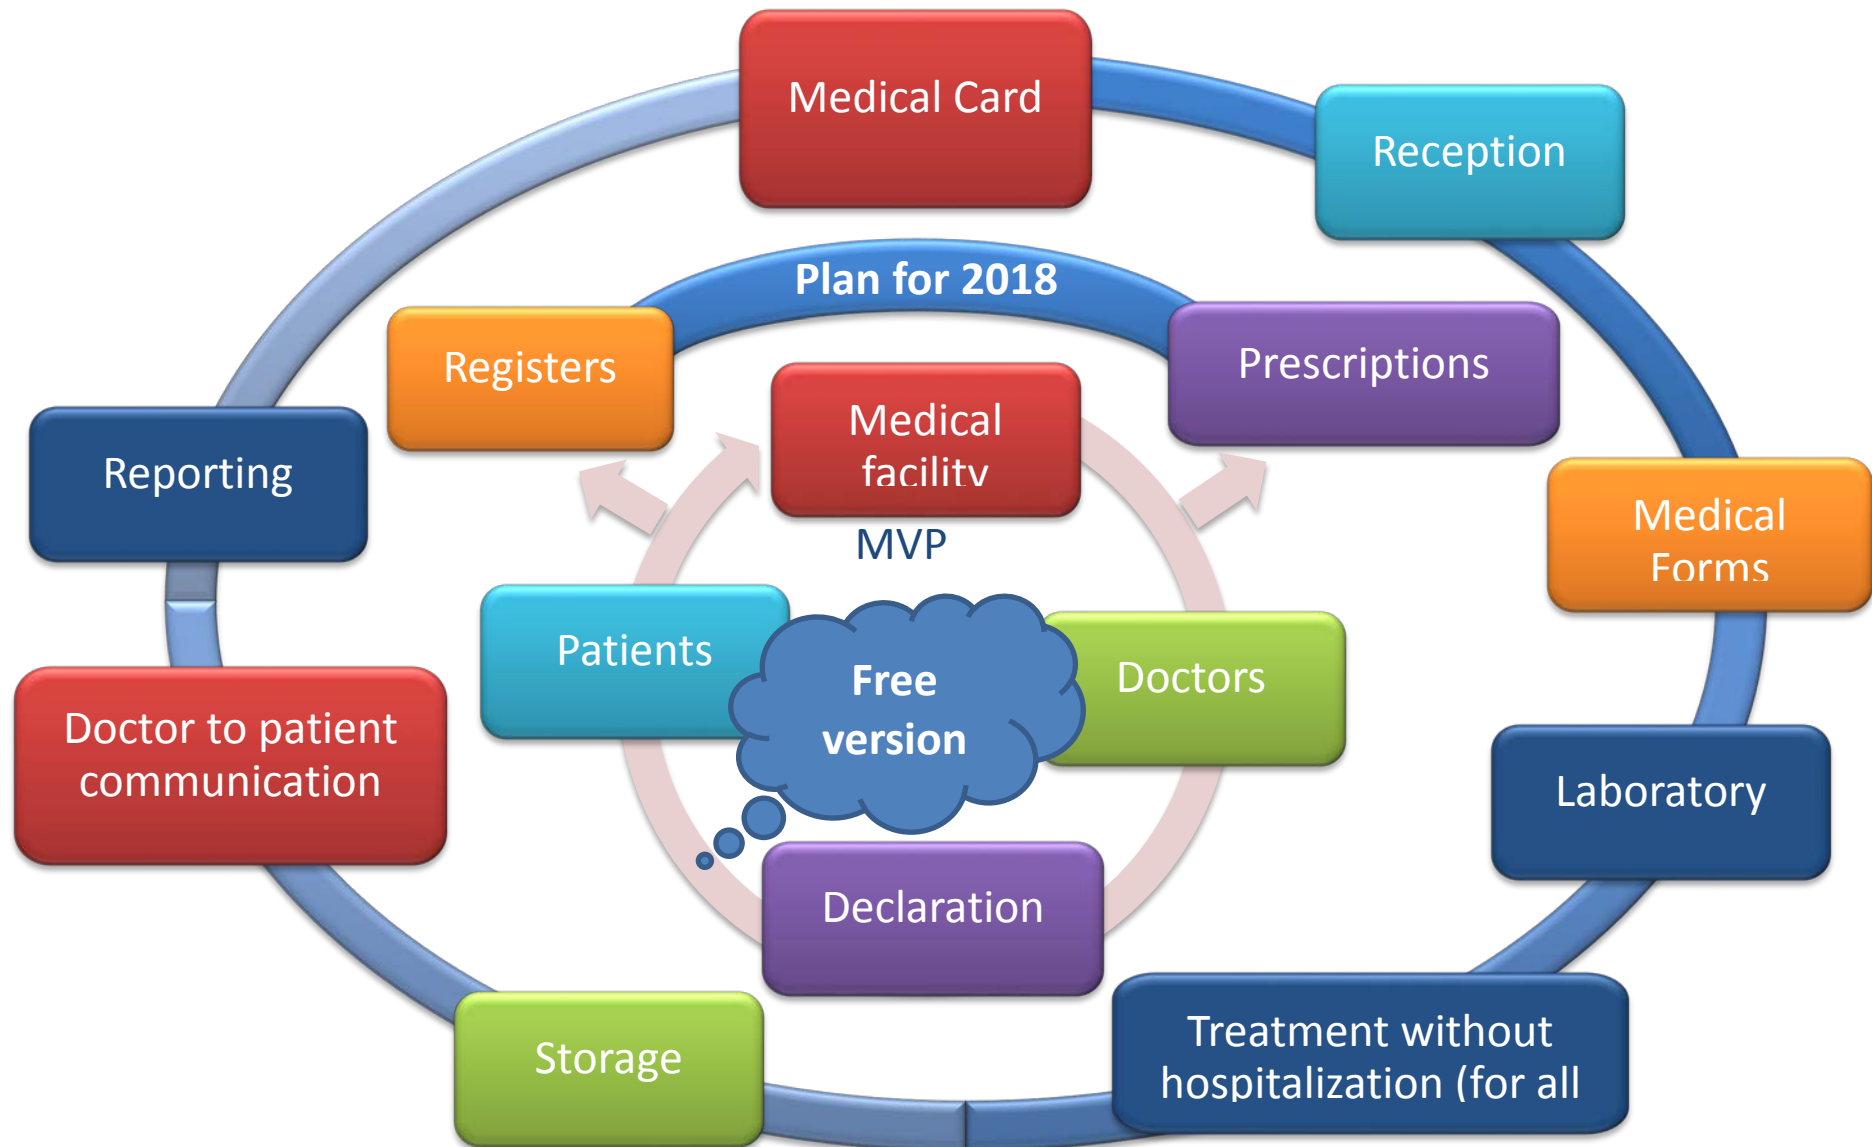 Medical Card
Reception
Plan for 2018
Registers
Prescriptions
Medical
facility
Reporting
Medical
Forms
MVP
Patients
Free
version
Doctors
Doctor to patient
communication
Laboratory
Declaration
Storage
Treatment without
hospitalization (for all